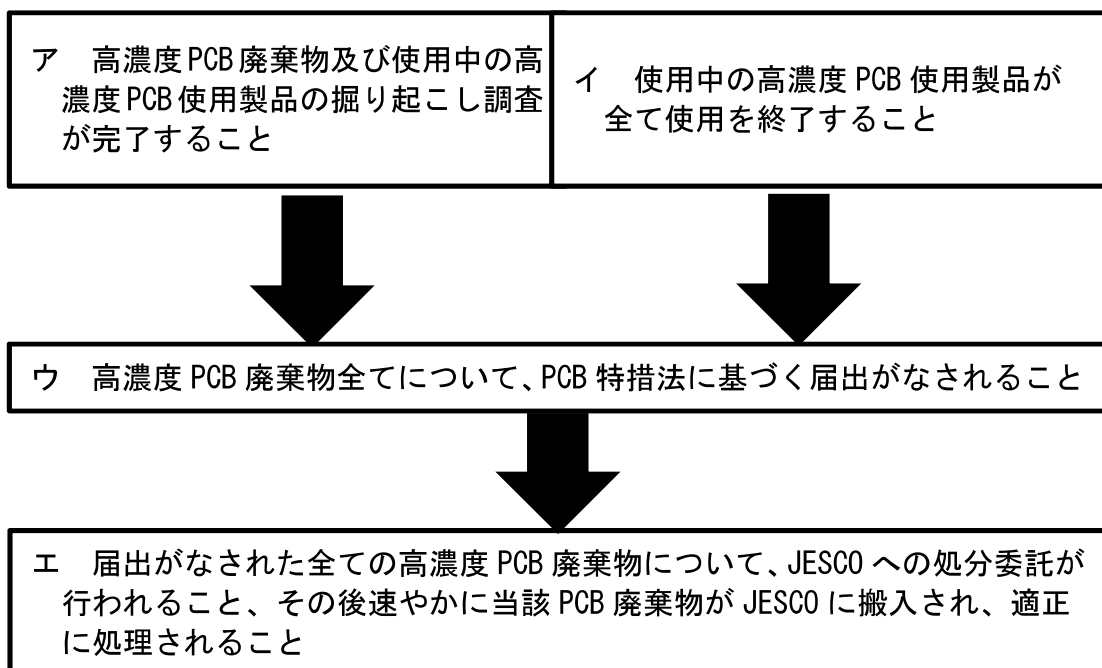 ア　高濃度PCB廃棄物及び使用中の高
濃度PCB使用製品の掘り起こし調査
が完了すること
イ　使用中の高濃度PCB使用製品が
全て使用を終了すること
ウ　高濃度PCB廃棄物全てについて、PCB特措法に基づく届出がなされること
エ　届出がなされた全ての高濃度PCB廃棄物について、JESCOへの処分委託が
行われること、その後速やかに当該PCB廃棄物がJESCOに搬入され、適正
に処理されること